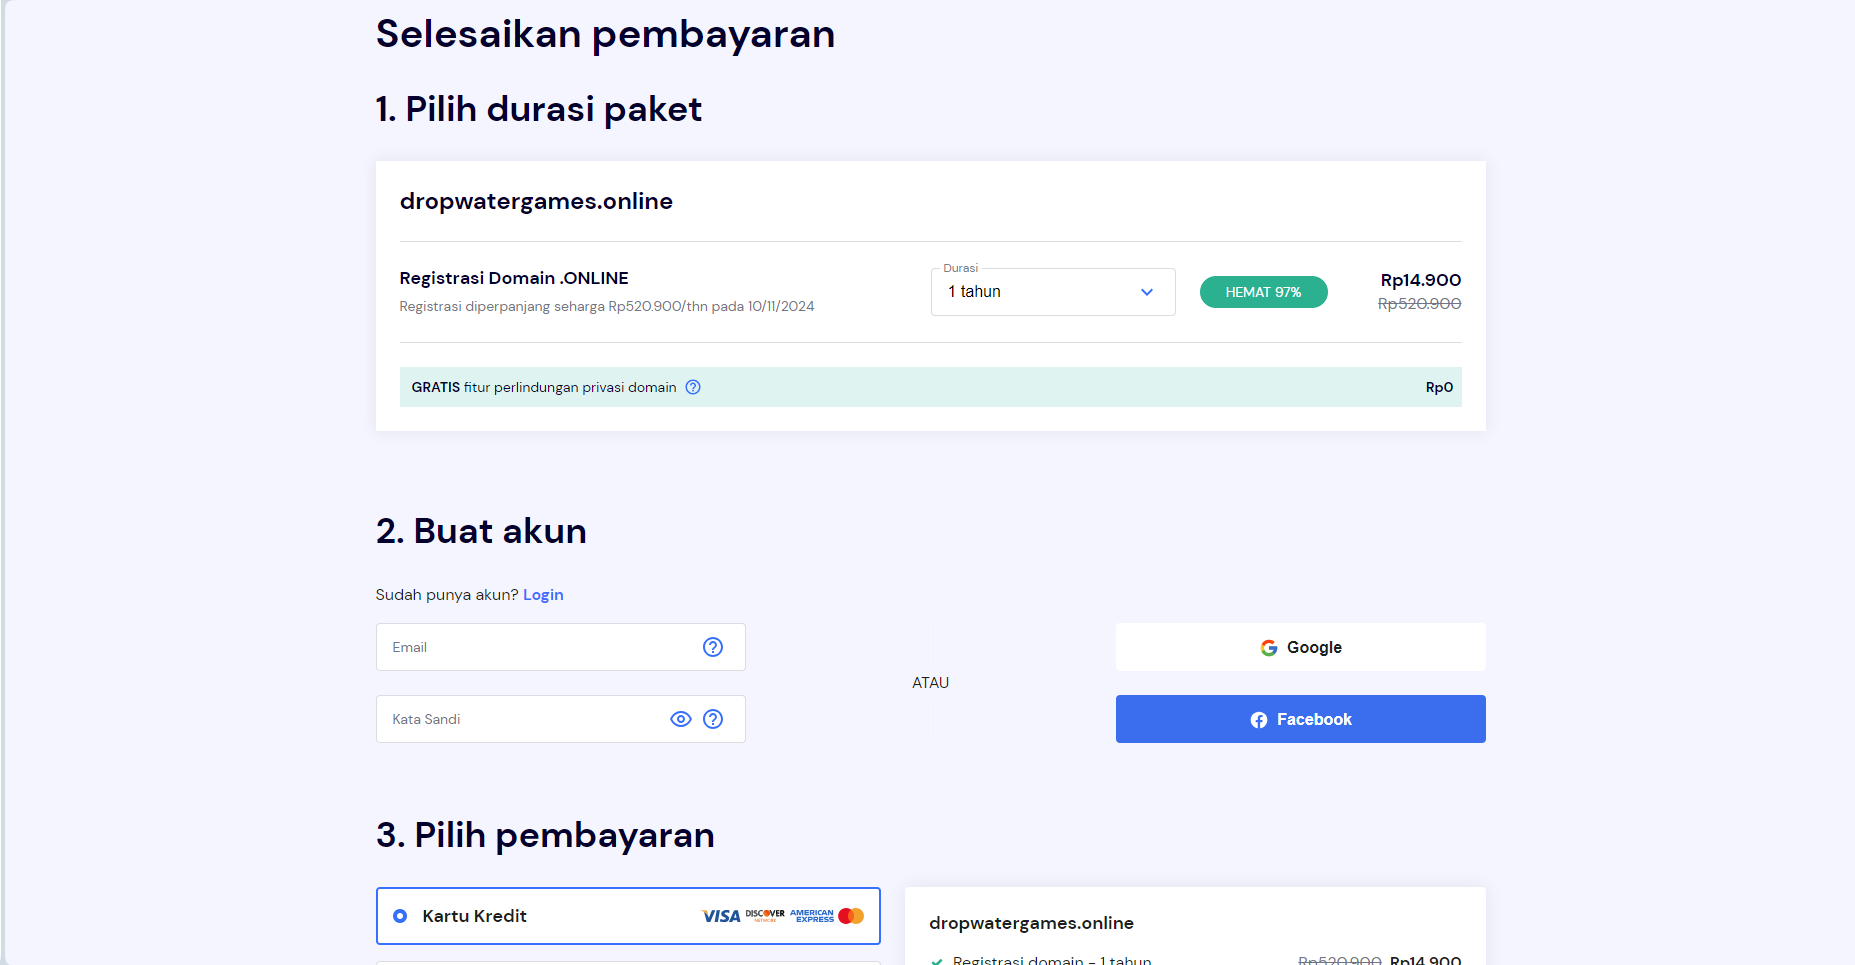 Selesaikan pembayaran
1. Pilih durasi paket
dropwatergames.online
Registrasi Domain .ONLINE
Registrasi diperpanjang seharga Rp520.900/thn pada 10/11/2024
Durasi
1 tahun
HEMAT 97%
Rp14.900
Rp520.900
GRATIS fitur perlindungan privasi domain
Rp0
2. Buat akun
Sudah punya akun? Login
Email
Kata Sandi
ATAU
Google
Facebook
3. Pilih pembayaran
Kartu Kredit
VISA
DISCOVER
NETWORK
AMERICAN
EXPRESS
dropwatergames.online
Registrasi domain - 1 tahun
Rp520.900 Rp14.900